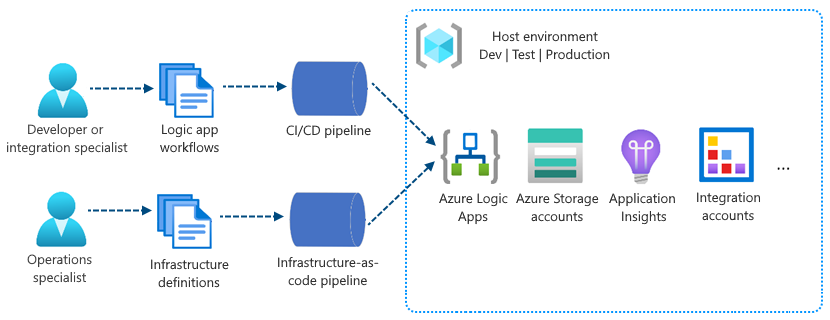 Host environment
Dev | Test | Production
Developer or
integration specialist
Logic app
workflows
CI/CD pipeline
Azure Logic
Apps
Azure Storage
accounts
Application
Insights
Integration
accounts
...
Operations
specialist
Infrastructure
definitions
Infrastructure-as-
code pipeline